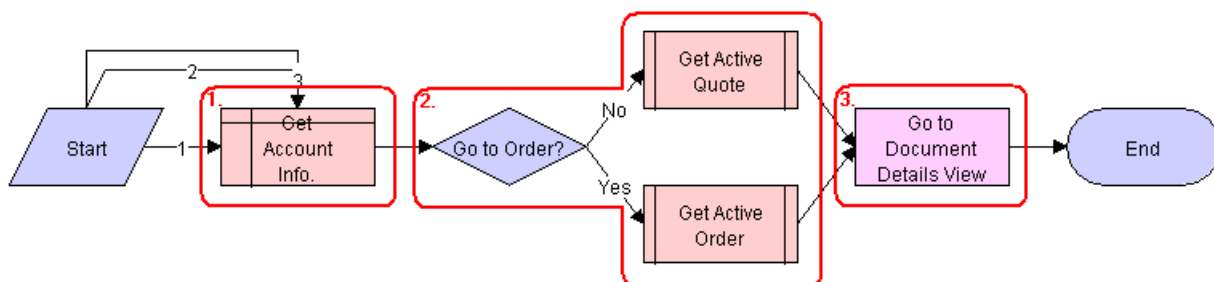 Start
1
2
3
1.
Get
Account
Info.
2.
Go to Order?
No
Yes
Get Active
Quote
Get Active
Order
3.
Go to
Document
Details View
End